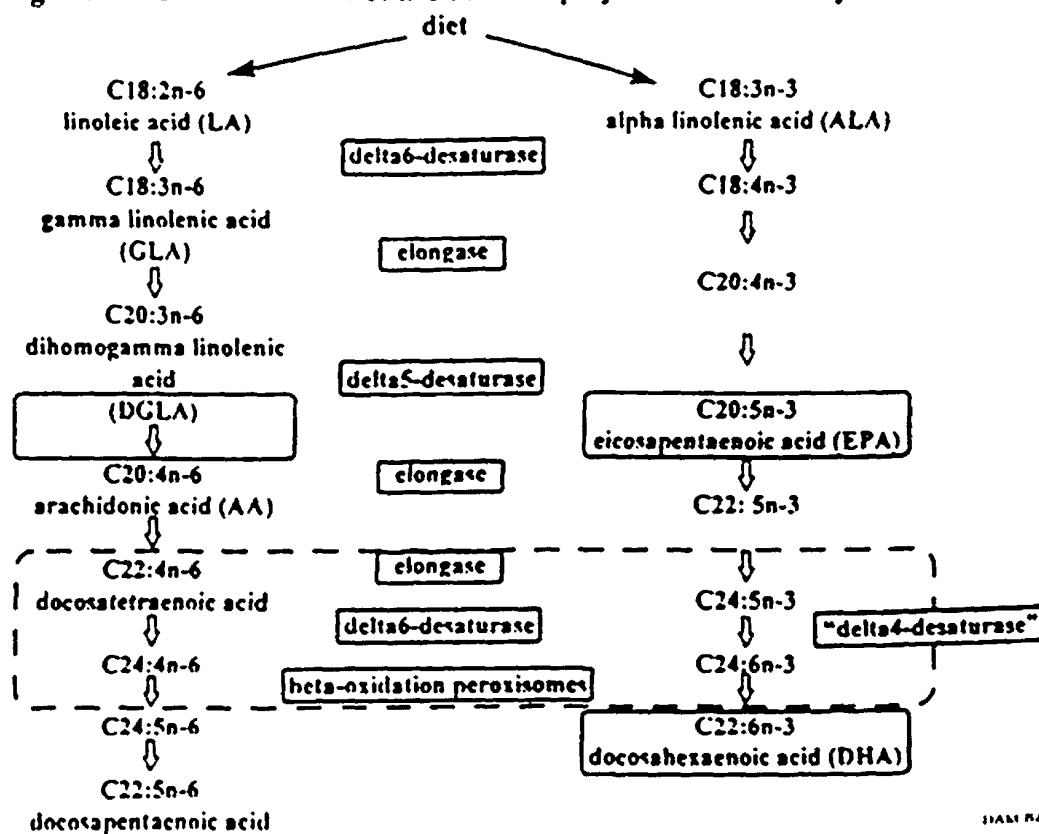 diet
C18:2n-6
linoleic acid (LA)
C18:3n-6
gamma linolenic acid
(GLA)
C20:3n-6
dihomogamma linolenic
acid
(DGLA)
C20:4n-6
arachidonic acid (AA)
C22:4n-6
docosatetraenoic acid
C24:4n-6
C24:5n-6
C22:5n-6
docosapentaenoic acid
delta6-desaturase
elongase
delta5-desaturase
elongase
elongase
delta6-desaturase
beta-oxidation peroxisomes
C18:3n-3
alpha linolenic acid (ALA)
C18:4n-3
C20:4n-3
C20:5n-3
eicosapentaenoic acid (EPA)
C22: 5n-3
C24:5n-3
C24:6n-3
C22:6n-3
docosahexaenoic acid (DHA)
"delta4-desaturase"